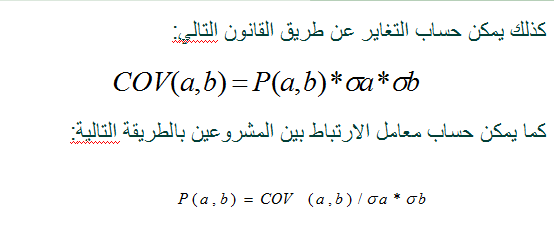 كذلك يمكن حساب التغاير عن طريق القانون التالي:
COV(a,b)=P(a,b)*σa*σb
كما يمكن حساب معامل الارتباط بين المشروعين بالطريقة التالية:
P(a,b) = COV (a,b)/σa * σb